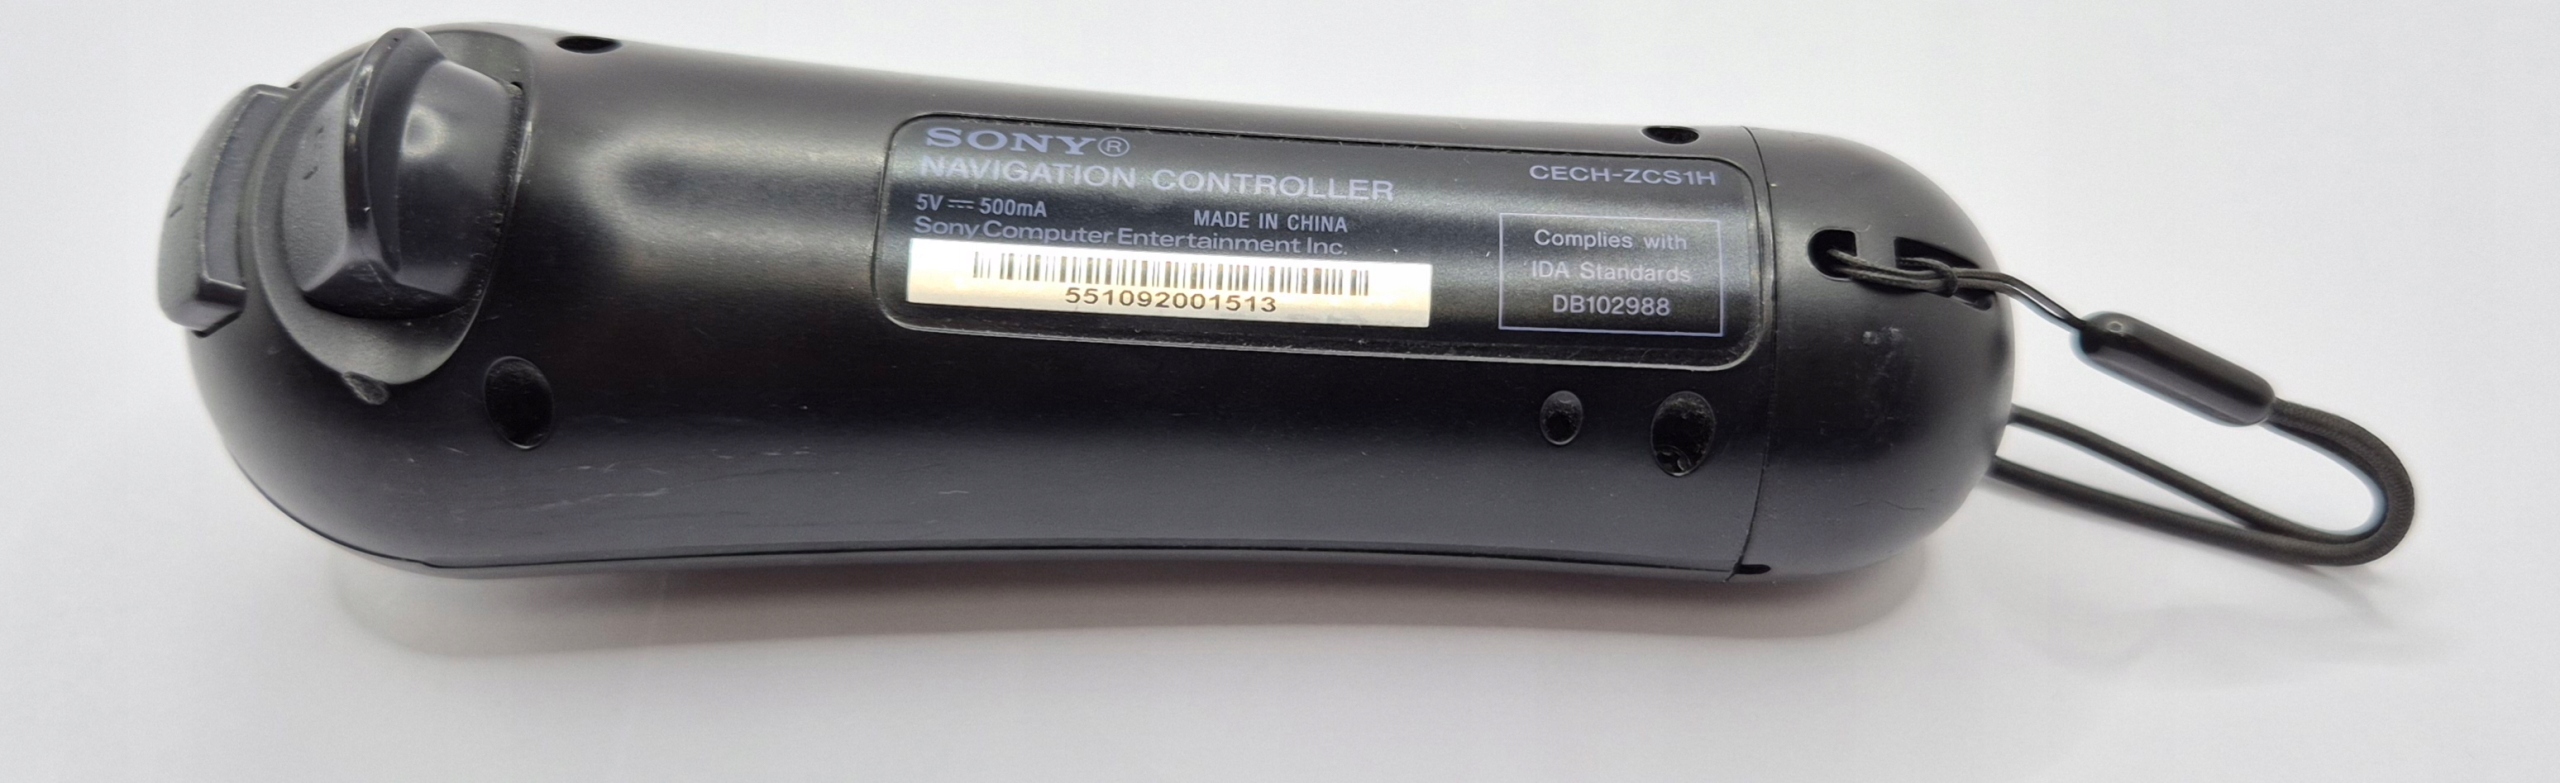 SONY®
NAVIGATION CONTROLLER
CECH-ZCS1H
5V ⎓ 500mA
MADE IN CHINA
Sony Computer Entertainment Inc.
551092001513
Complies with
IDA Standards
DB102988